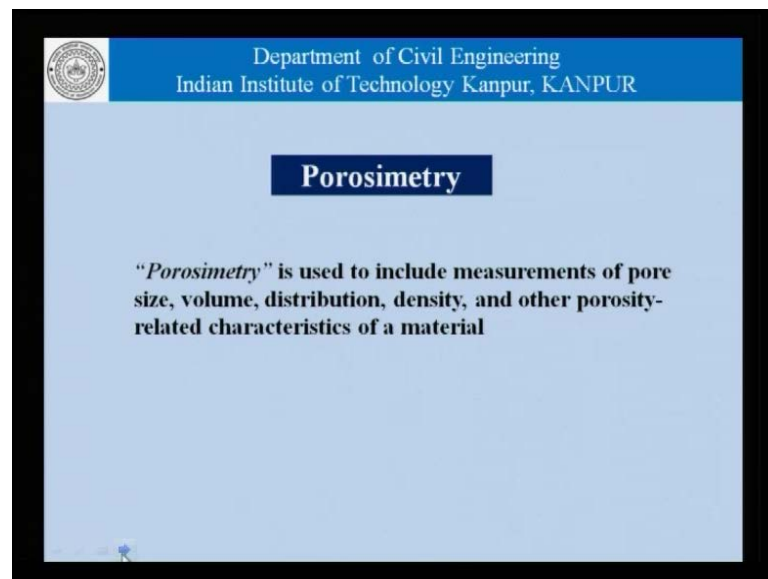 Department of Civil Engineering
Indian Institute of Technology Kanpur, KANPUR
Porosimetry
“Porosimetry” is used to include measurements of pore
size, volume, distribution, density, and other porosity-
related characteristics of a material